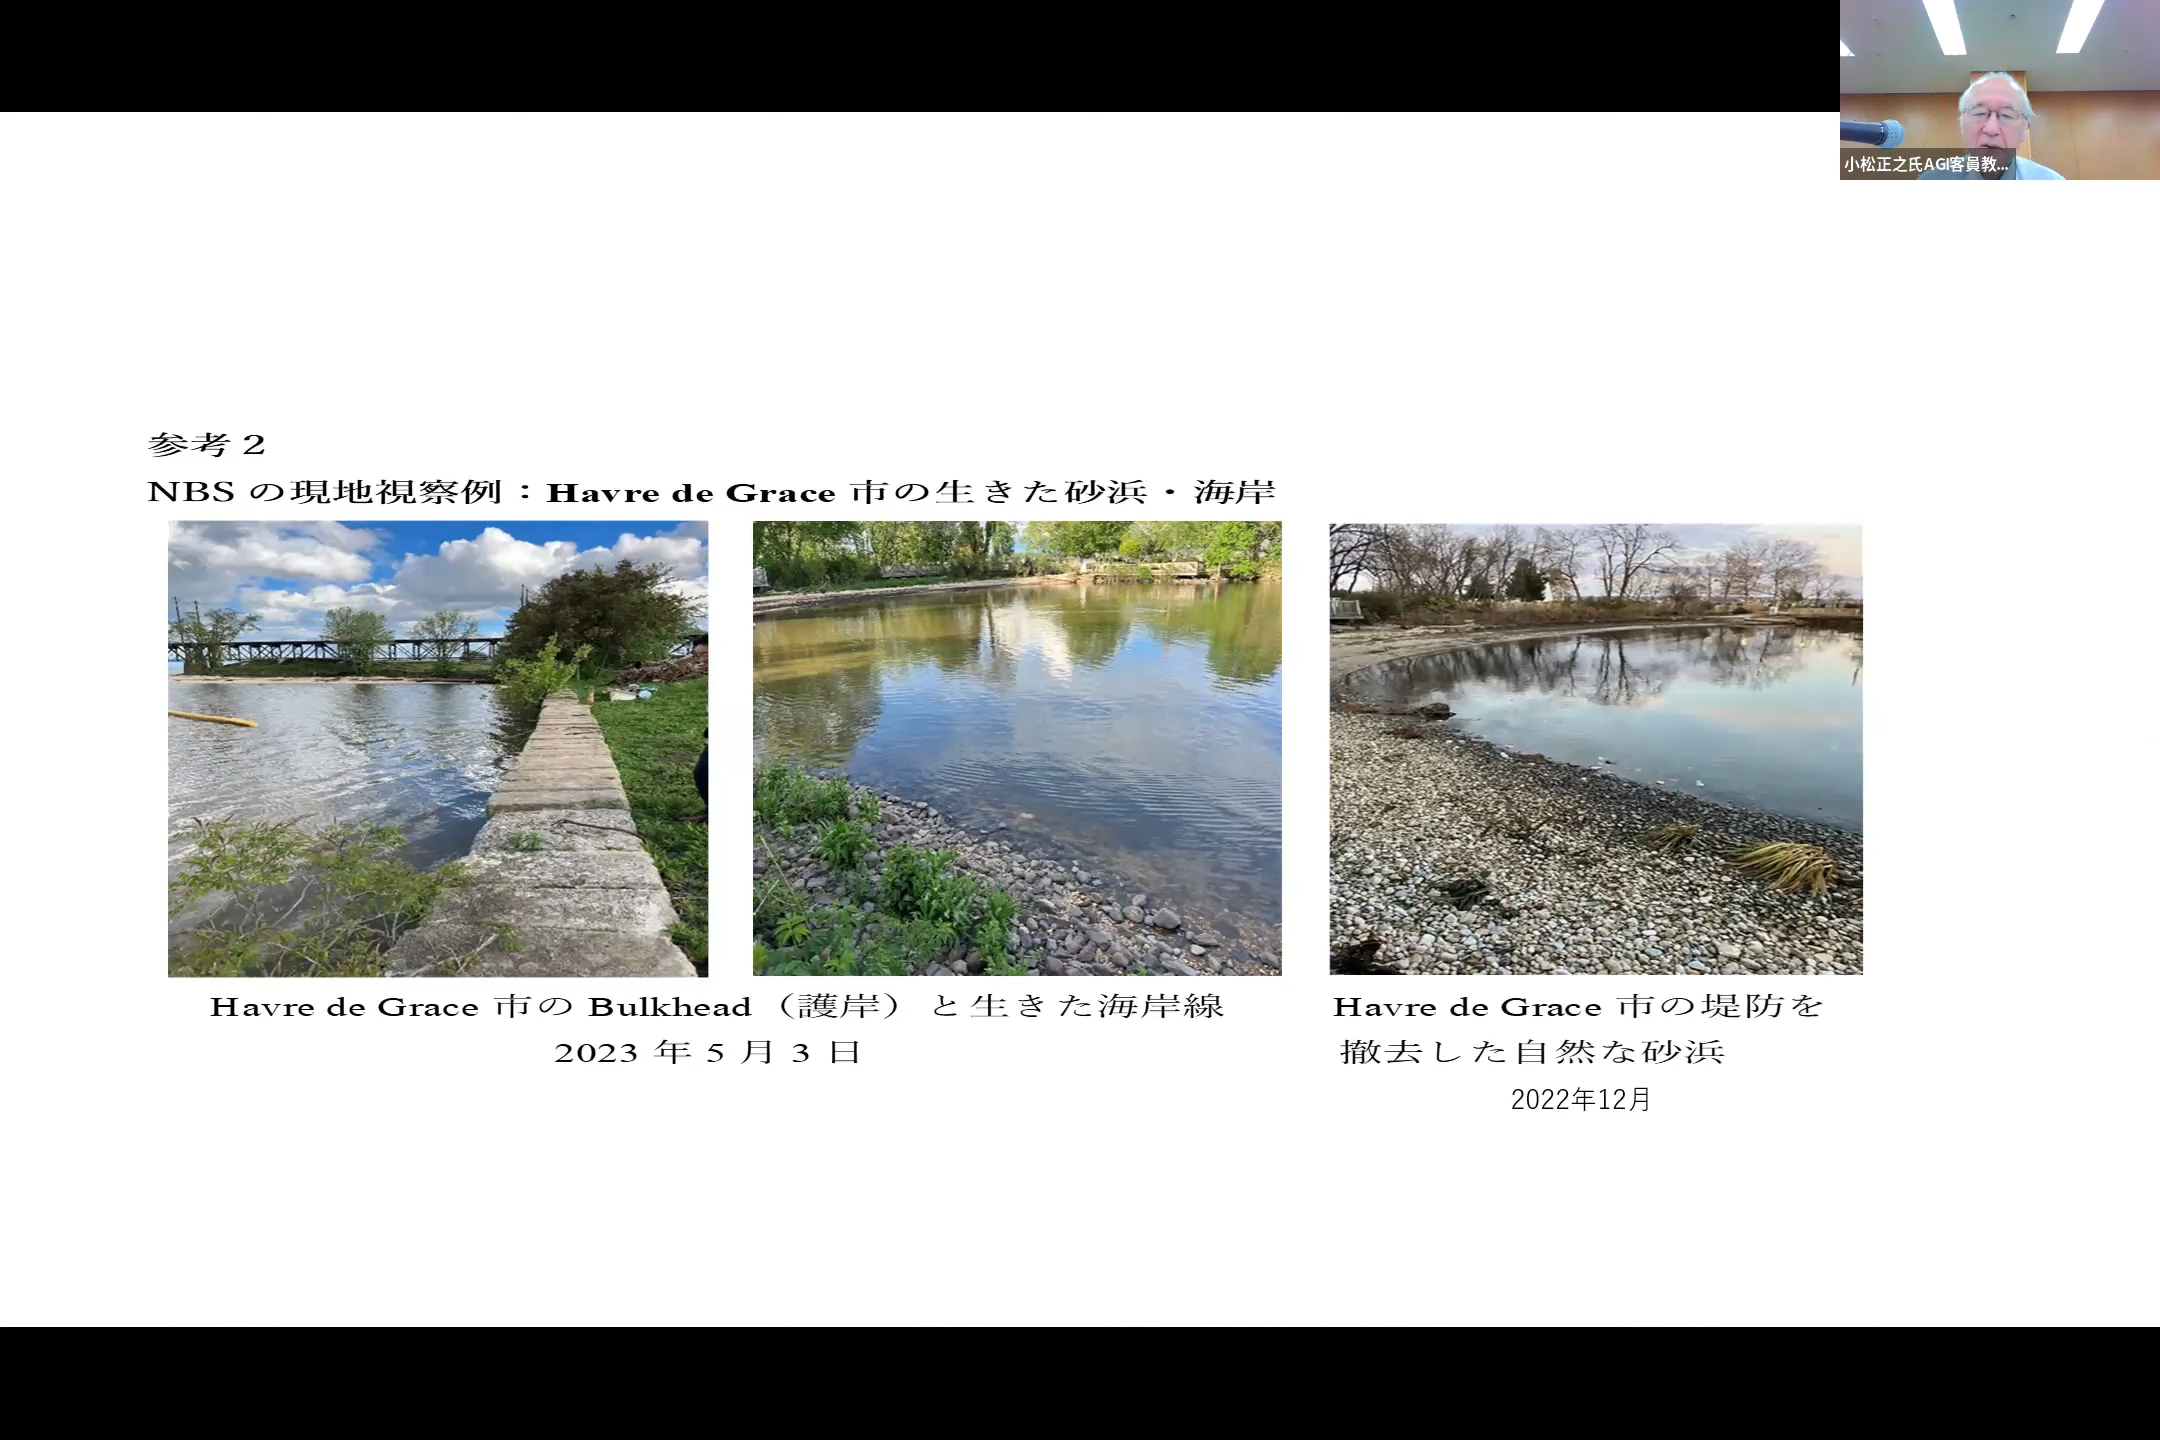 小松正之氏AGI客員教...
参考2
NBS の現地視察例：Havre de Grace 市の生きた砂浜・海岸
Havre de Grace 市の Bulkhead（護岸）と生きた海岸線
2023 年 5 月 3 日
Havre de Grace 市の堤防を
撤去した自然な砂浜
2022年12月